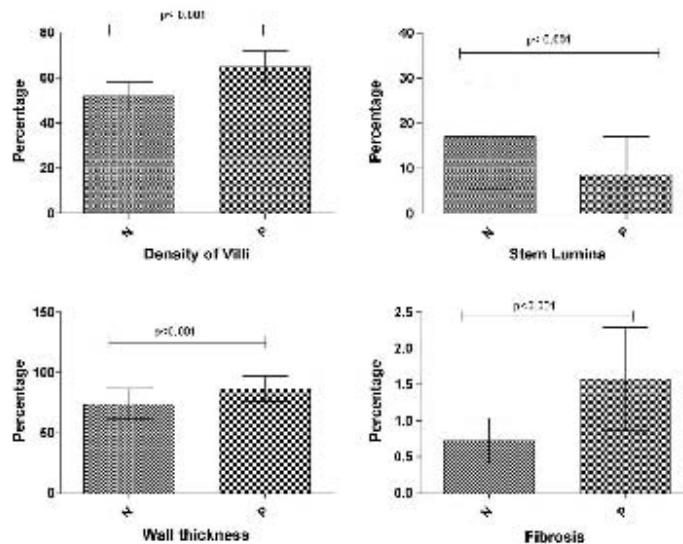 p< 0.001
Percentage
80
60
40
20
0
N
P
Density of Villi
p< 0.001
Percentage
40
30
20
10
0
N
P
Stem Lumina
p<0.001
Percentage
150
100
50
0
N
P
Wall thickness
p<0.001
Percentage
2.5
2.0
1.5
1.0
0.5
0.0
N
P
Fibrosis